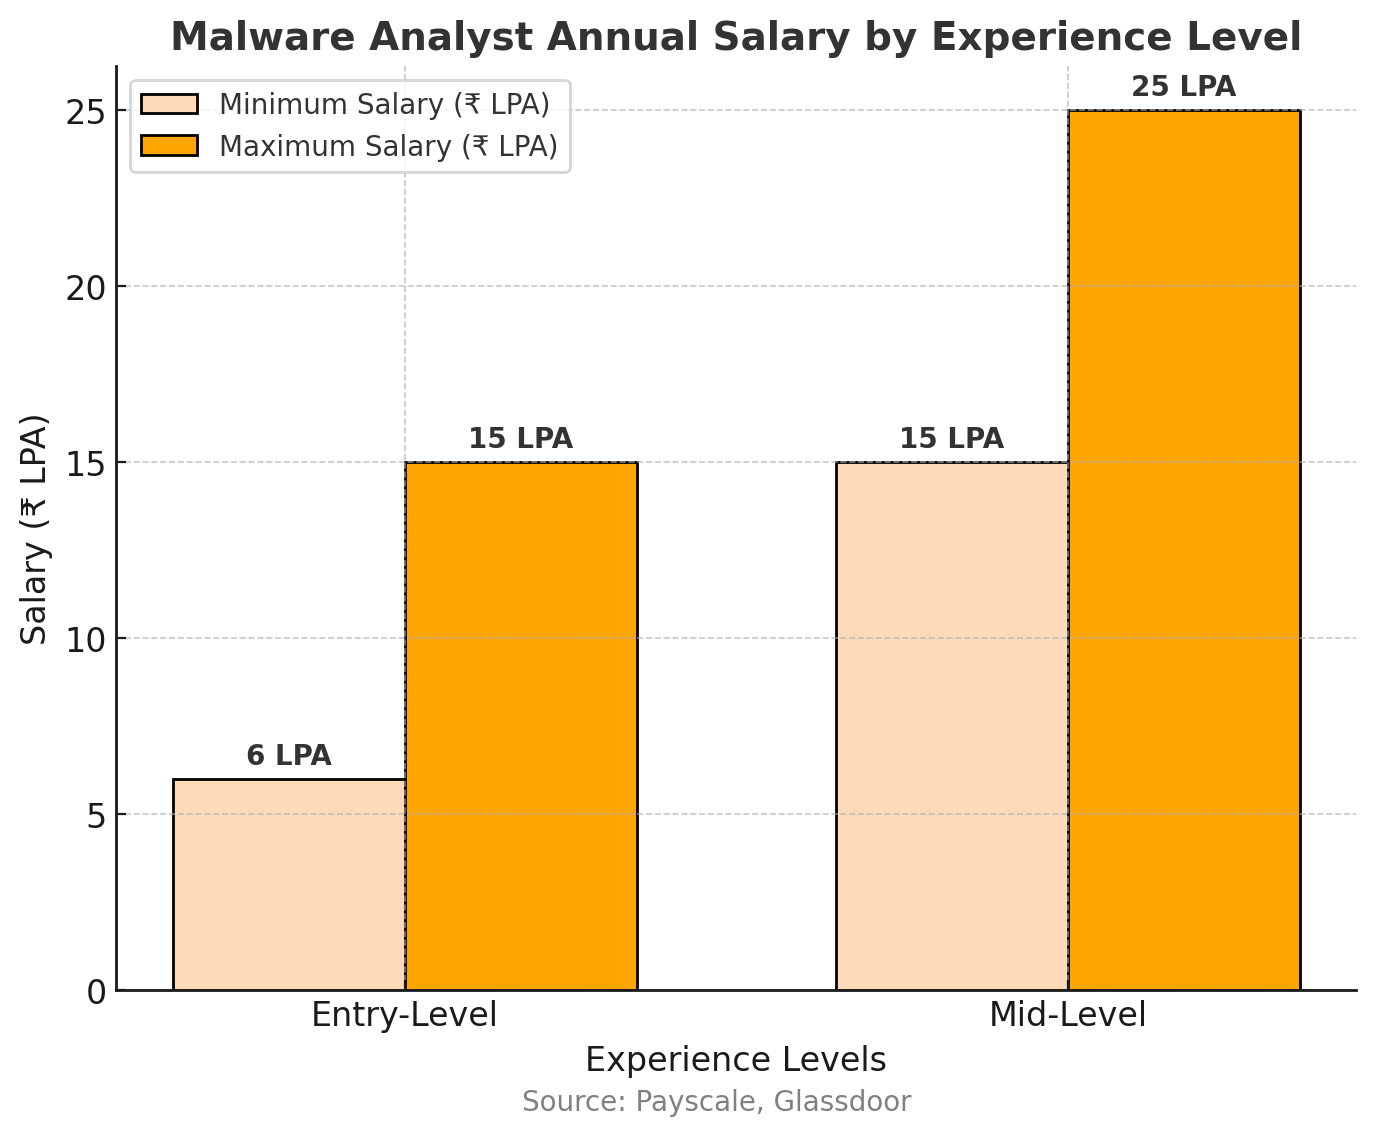 Malware Analyst Annual Salary by Experience Level
Minimum Salary (₹ LPA)
Maximum Salary (₹ LPA)
25 LPA
15 LPA
15 LPA
6 LPA
Salary (₹ LPA)
25
20
15
10
5
0
Entry-Level
Mid-Level
Experience Levels
Source: Payscale, Glassdoor